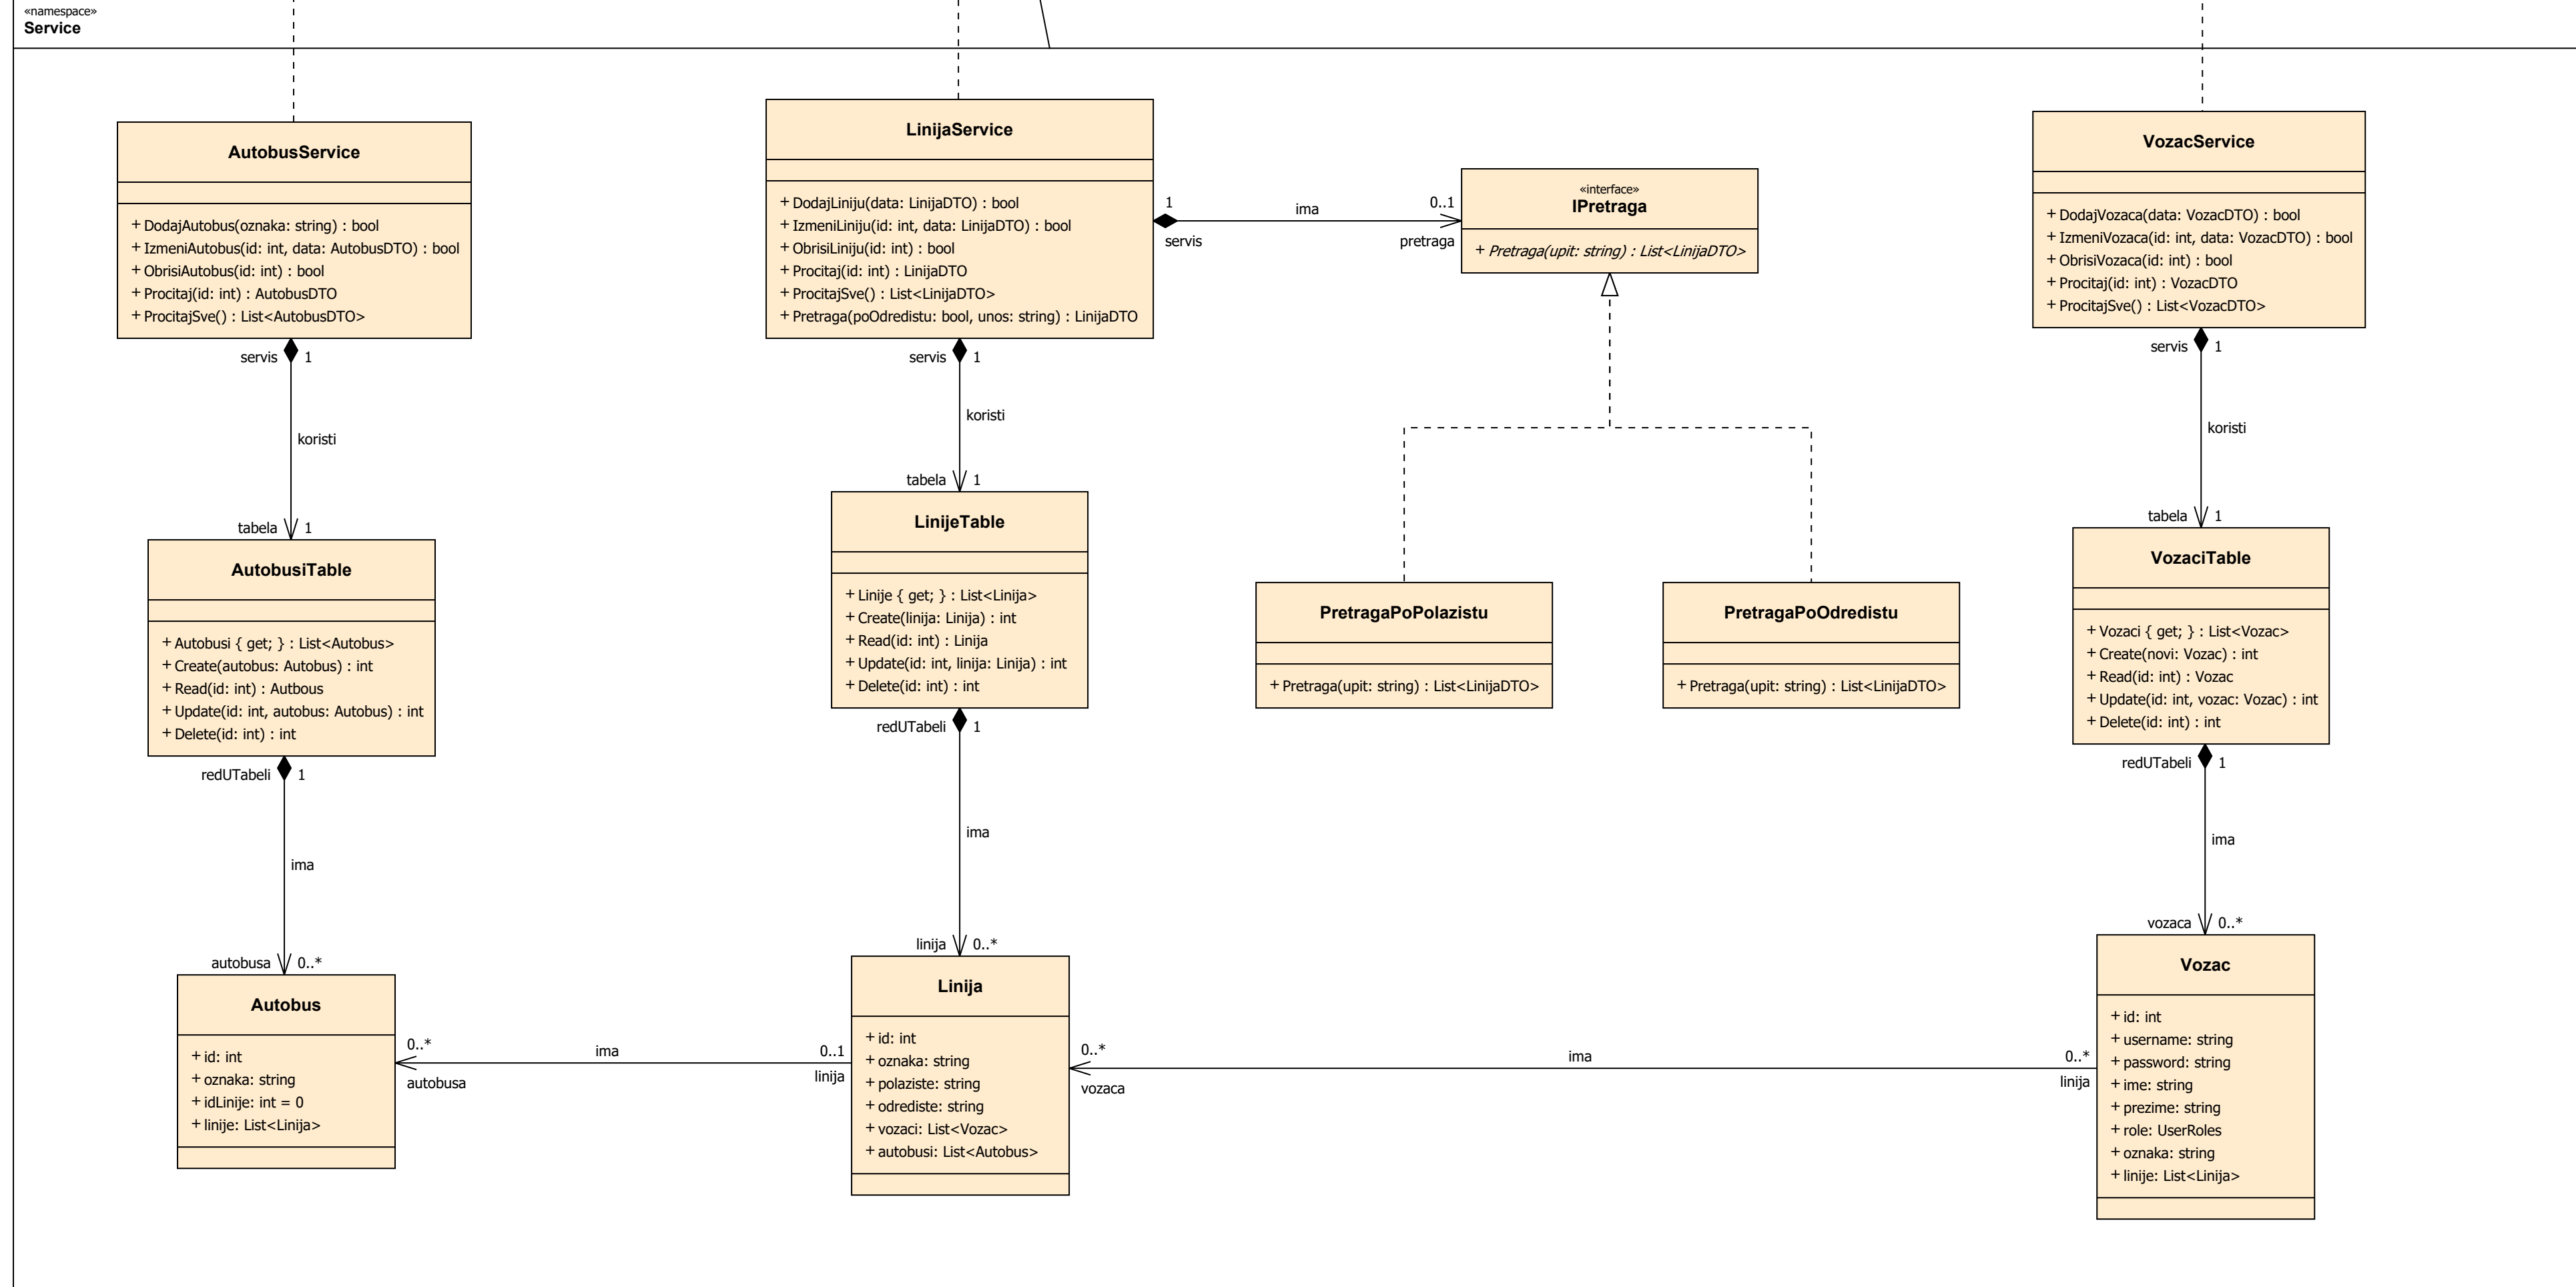 «namespace»
Service
AutobusService
+ DodajAutobus(oznaka: string) : bool
+ IzmeniAutobus(id: int, data: AutobusDTO) : bool
+ ObrisiAutobus(id: int) : bool
+ Procitaj(id: int) : AutobusDTO
+ ProcitajSve() : List<AutobusDTO>
servis 1
koristi
tabela 1
AutobusiTable
+ Autobusi { get; } : List<Autobus>
+ Create(autobus: Autobus) : int
+ Read(id: int) : Autbous
+ Update(id: int, autobus: Autobus) : int
+ Delete(id: int) : int
redUTabeli 1
ima
autobusa 0..*
Autobus
+ id: int
+ oznaka: string
+ idLinije: int = 0
+ linije: List<Linija>
0..*
autobusa
ima
0..1
linija
LinijaService
+ DodajLiniju(data: LinijaDTO) : bool
+ IzmeniLiniju(id: int, data: LinijaDTO) : bool
+ ObrisiLiniju(id: int) : bool
+ Procitaj(id: int) : LinijaDTO
+ ProcitajSve() : List<LinijaDTO>
+ Pretraga(poOdredistu: bool, unos: string) : LinijaDTO
1
servis
ima
0..1
pretraga
servis 1
koristi
tabela 1
LinijeTable
+ Linije { get; } : List<Linija>
+ Create(linija: Linija) : int
+ Read(id: int) : Linija
+ Update(id: int, linija: Linija) : int
+ Delete(id: int) : int
redUTabeli 1
ima
linija 0..*
Linija
+ id: int
+ oznaka: string
+ polaziste: string
+ odrediste: string
+ vozaci: List<Vozac>
+ autobusi: List<Autobus>
0..*
vozaca
ima
0..*
linija
«interface»
IPretraga
+ Pretraga(upit: string) : List<LinijaDTO>
PretragaPoPolazistu
+ Pretraga(upit: string) : List<LinijaDTO>
PretragaPoOdredistu
+ Pretraga(upit: string) : List<LinijaDTO>
VozacService
+ DodajVozaca(data: VozacDTO) : bool
+ IzmeniVozaca(id: int, data: VozacDTO) : bool
+ ObrisiVozaca(id: int) : bool
+ Procitaj(id: int) : VozacDTO
+ ProcitajSve() : List<VozacDTO>
servis 1
koristi
tabela 1
VozaciTable
+ Vozaci { get; } : List<Vozac>
+ Create(novi: Vozac) : int
+ Read(id: int) : Vozac
+ Update(id: int, vozac: Vozac) : int
+ Delete(id: int) : int
redUTabeli 1
ima
vozaca 0..*
Vozac
+ id: int
+ username: string
+ password: string
+ ime: string
+ prezime: string
+ role: UserRoles
+ oznaka: string
+ linije: List<Linija>